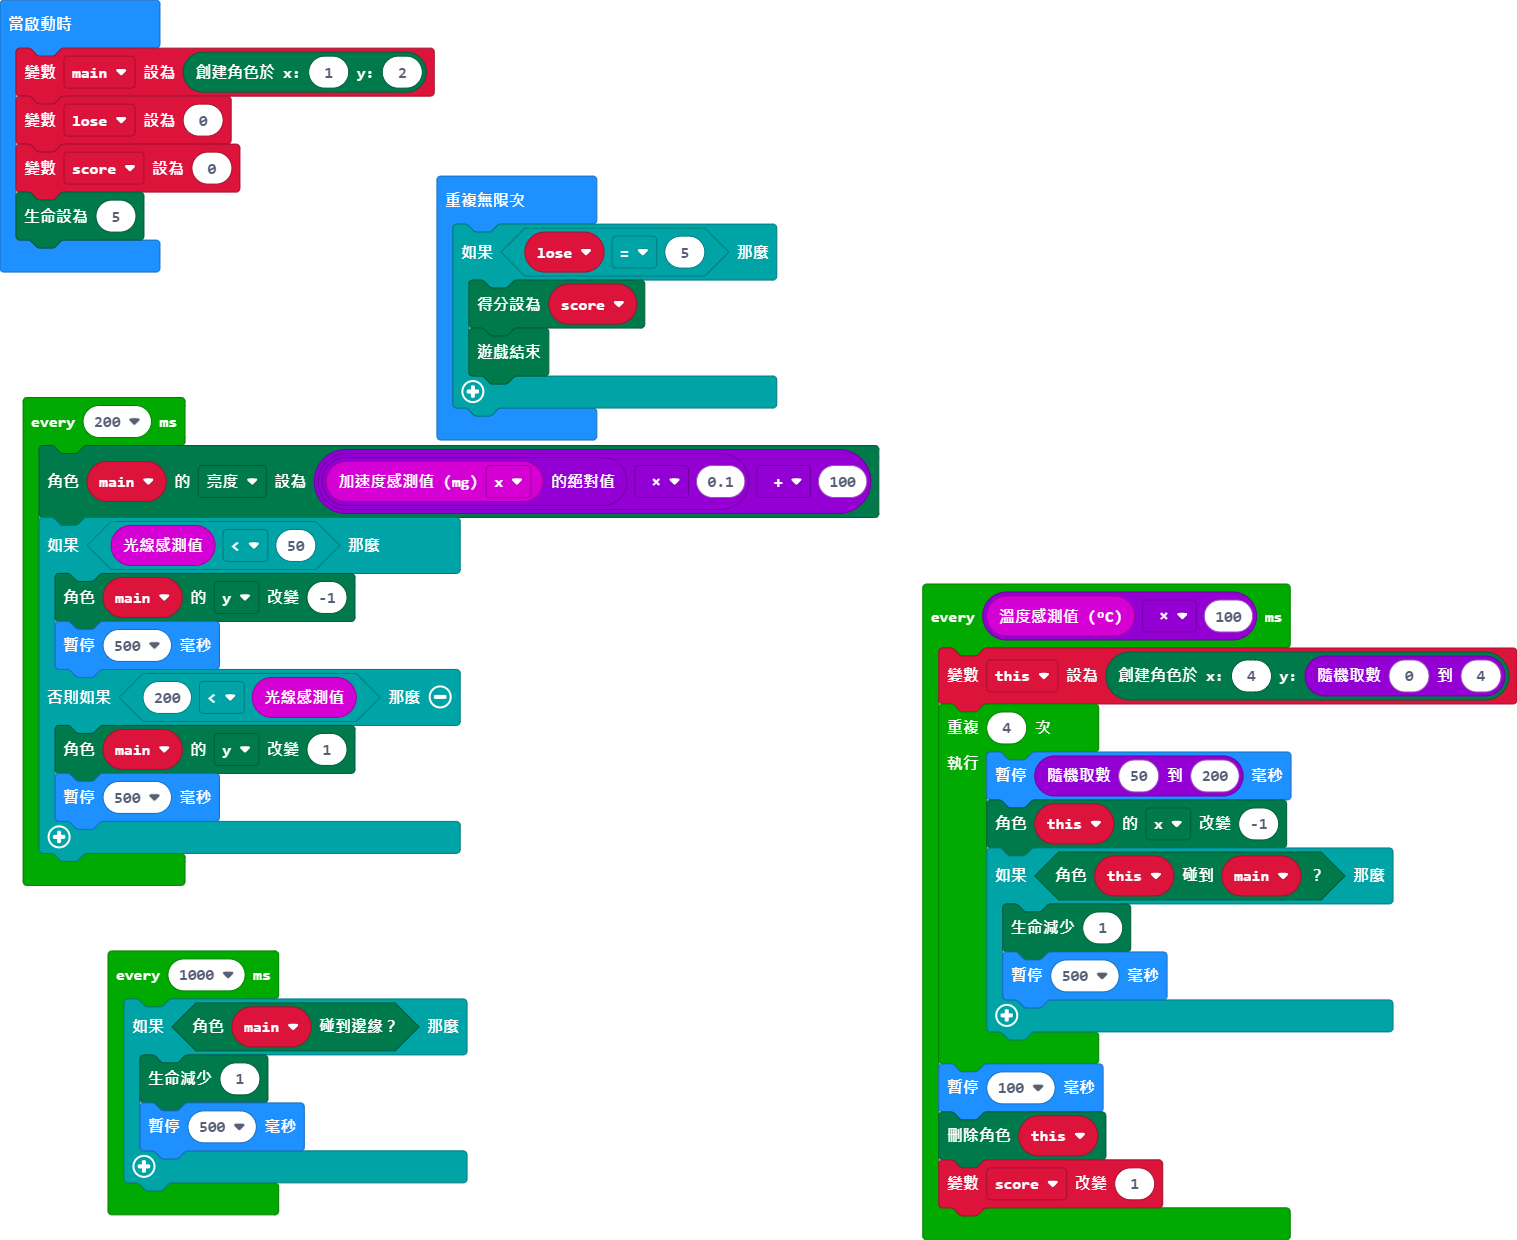 當啟動時
變數 main 設為 創建角色於 x: 1 y: 2
變數 lose 設為 0
變數 score 設為 0
生命設為 5
重複無限次
如果 lose = 5 那麼
得分設為 score
遊戲結束
every 200 ms
角色 main 的 亮度 設為 加速度感測值 (mg) x 的絕對值 × 0.1 + 100
如果 光線感測值 < 50 那麼
角色 main 的 y 改變 -1
暫停 500 毫秒
否則如果 200 < 光線感測值 那麼
角色 main 的 y 改變 1
暫停 500 毫秒
every 1000 ms
如果 角色 main 碰到邊緣？ 那麼
生命減少 1
暫停 500 毫秒
every 溫度感測值 (ºC) × 100 ms
變數 this 設為 創建角色於 x: 4 y: 隨機取數 0 到 4
重複 4 次
執行
暫停 隨機取數 50 到 200 毫秒
角色 this 的 x 改變 -1
如果 角色 this 碰到 main ？ 那麼
生命減少 1
暫停 500 毫秒
暫停 100 毫秒
刪除角色 this
變數 score 改變 1